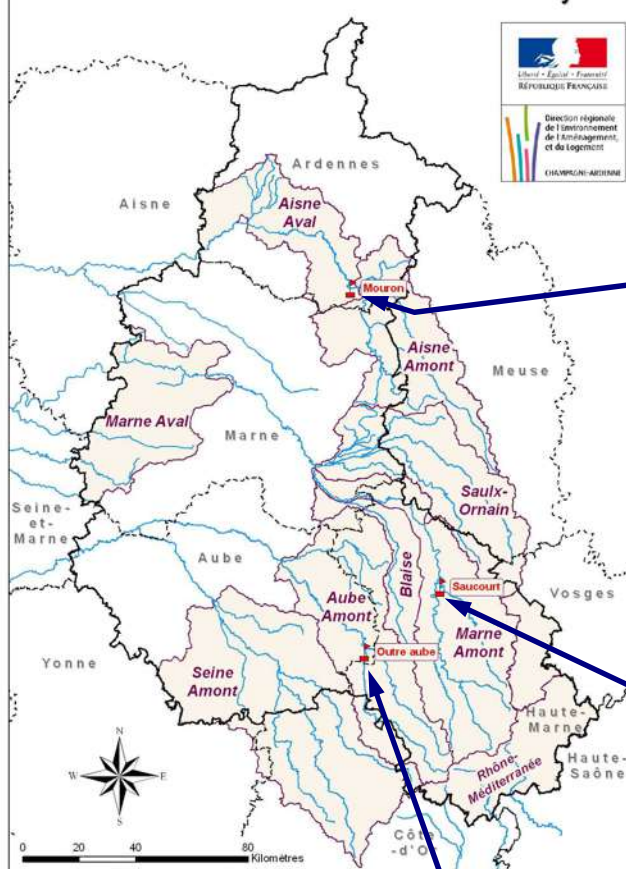 Liberté • Égalité • Fraternité
RÉPUBLIQUE FRANÇAISE
Direction régionale
de l'Environnement
de l'Aménagement,
et du Logement
CHAMPAGNE-ARDENNE
Ardennes
Aisne
Aisne
Aval
Mouron
Aisne
Amont
Meuse
Marne Aval
Marne
Saulx-
Ornain
Seine-
et-
Marne
Aube
Blaise
Saucourt
Vosges
Aube
Amont
Marne
Amont
Outre aube
Yonne
Seine
Amont
Haute-
Marne
Haute-
Saône
Rhône-
Méditerranée
N
W
E
S
Côte
-d'Or
0
20
40
80
Kilomètres